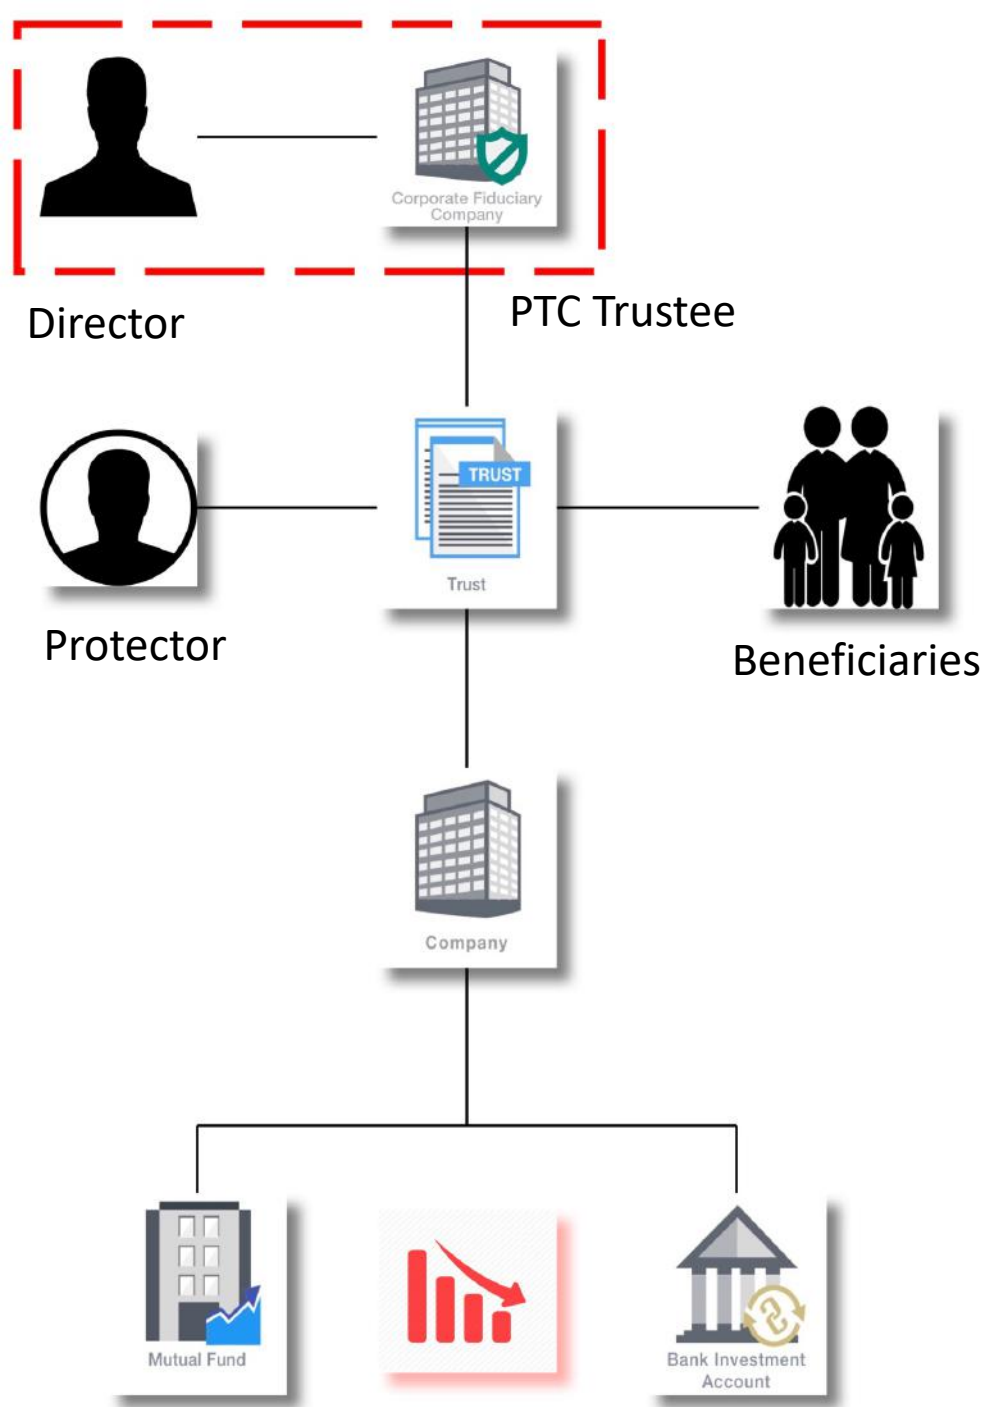 Corporate Fiduciary
Company
Director
PTC Trustee
TRUST
Trust
Protector
Beneficiaries
Company
Mutual Fund
Bank Investment
Account